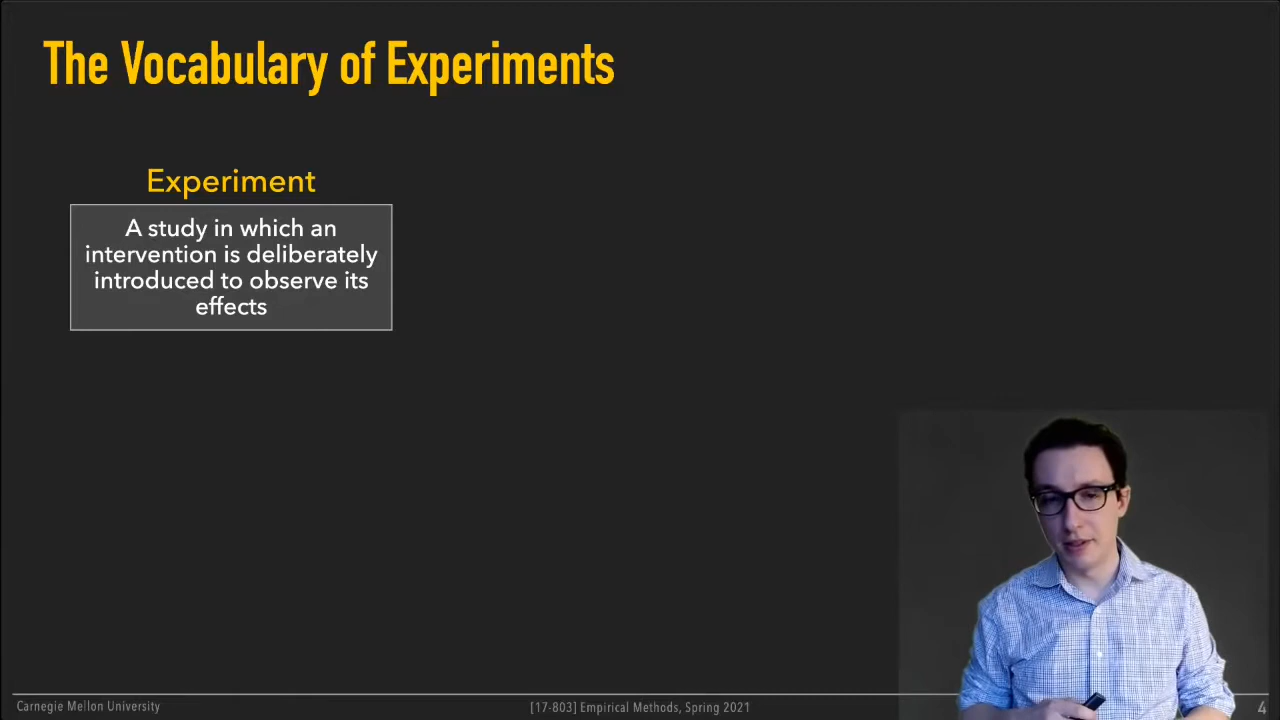 The Vocabulary of Experiments
Experiment
A study in which an
intervention is deliberately
introduced to observe its
effects
Carnegie Mellon University
[17-803] Empirical Methods, Spring 2021
4